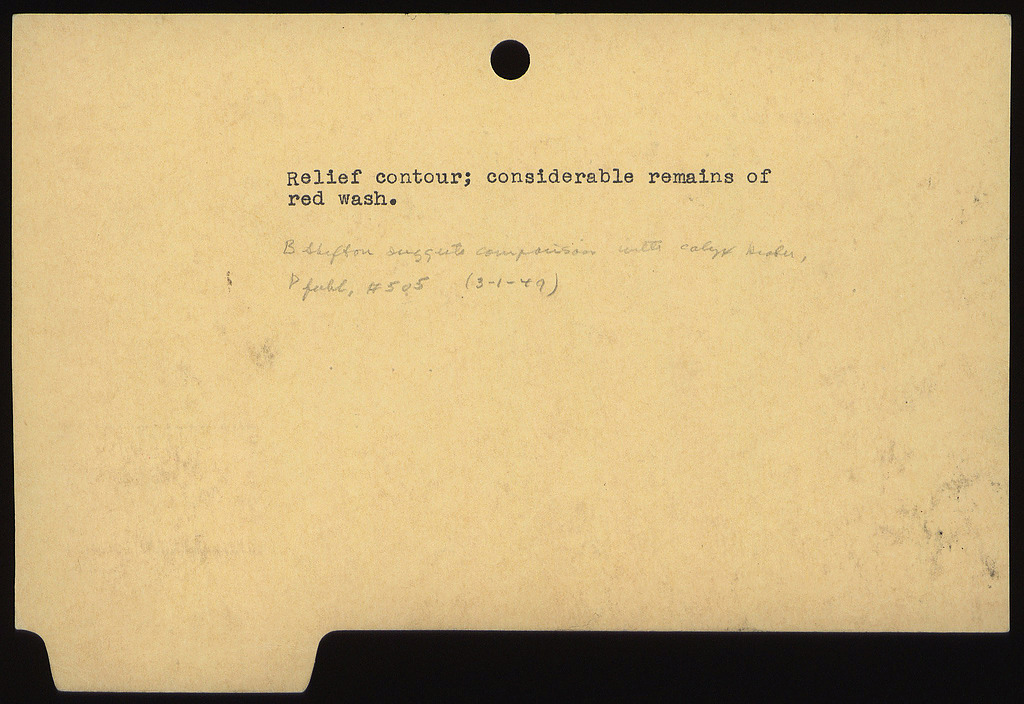 Relief contour; considerable remains of
red wash.
B. Shefton suggests comparison with calyx krater,
Pfuhl, #505 (3-1-49)